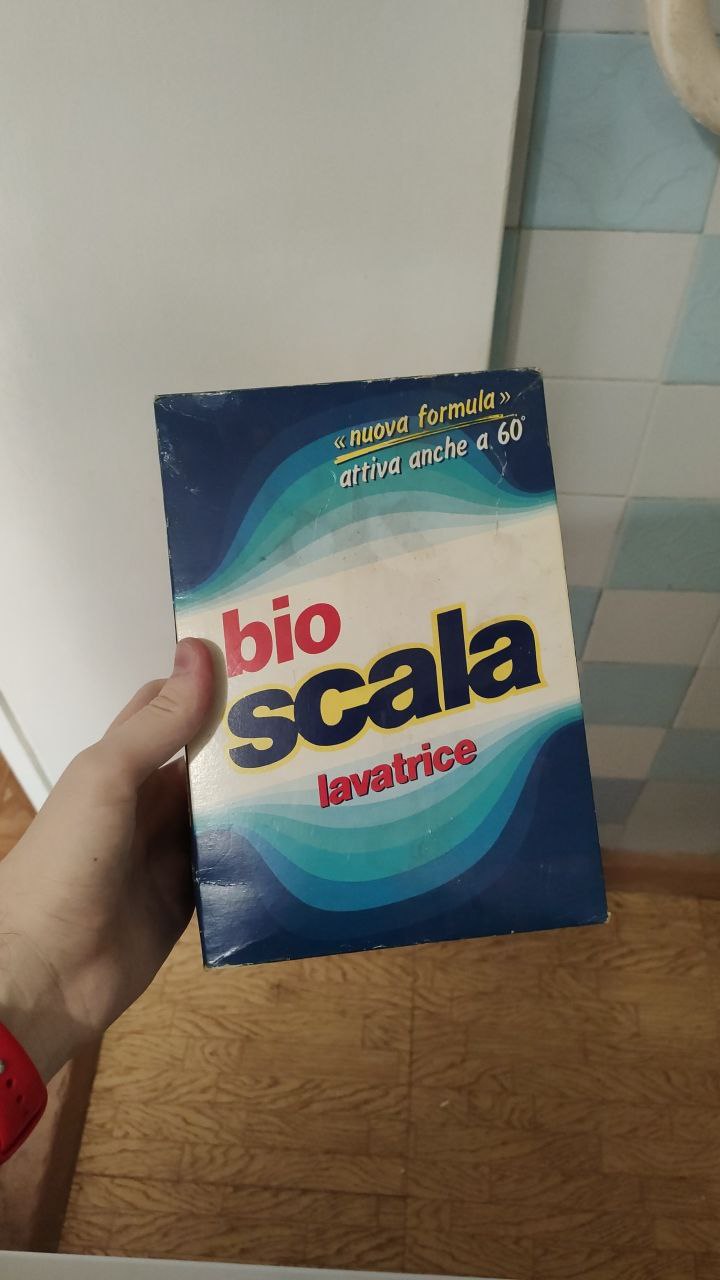 «nuova formula»
attiva anche a 60°
bio
scala
lavatrice